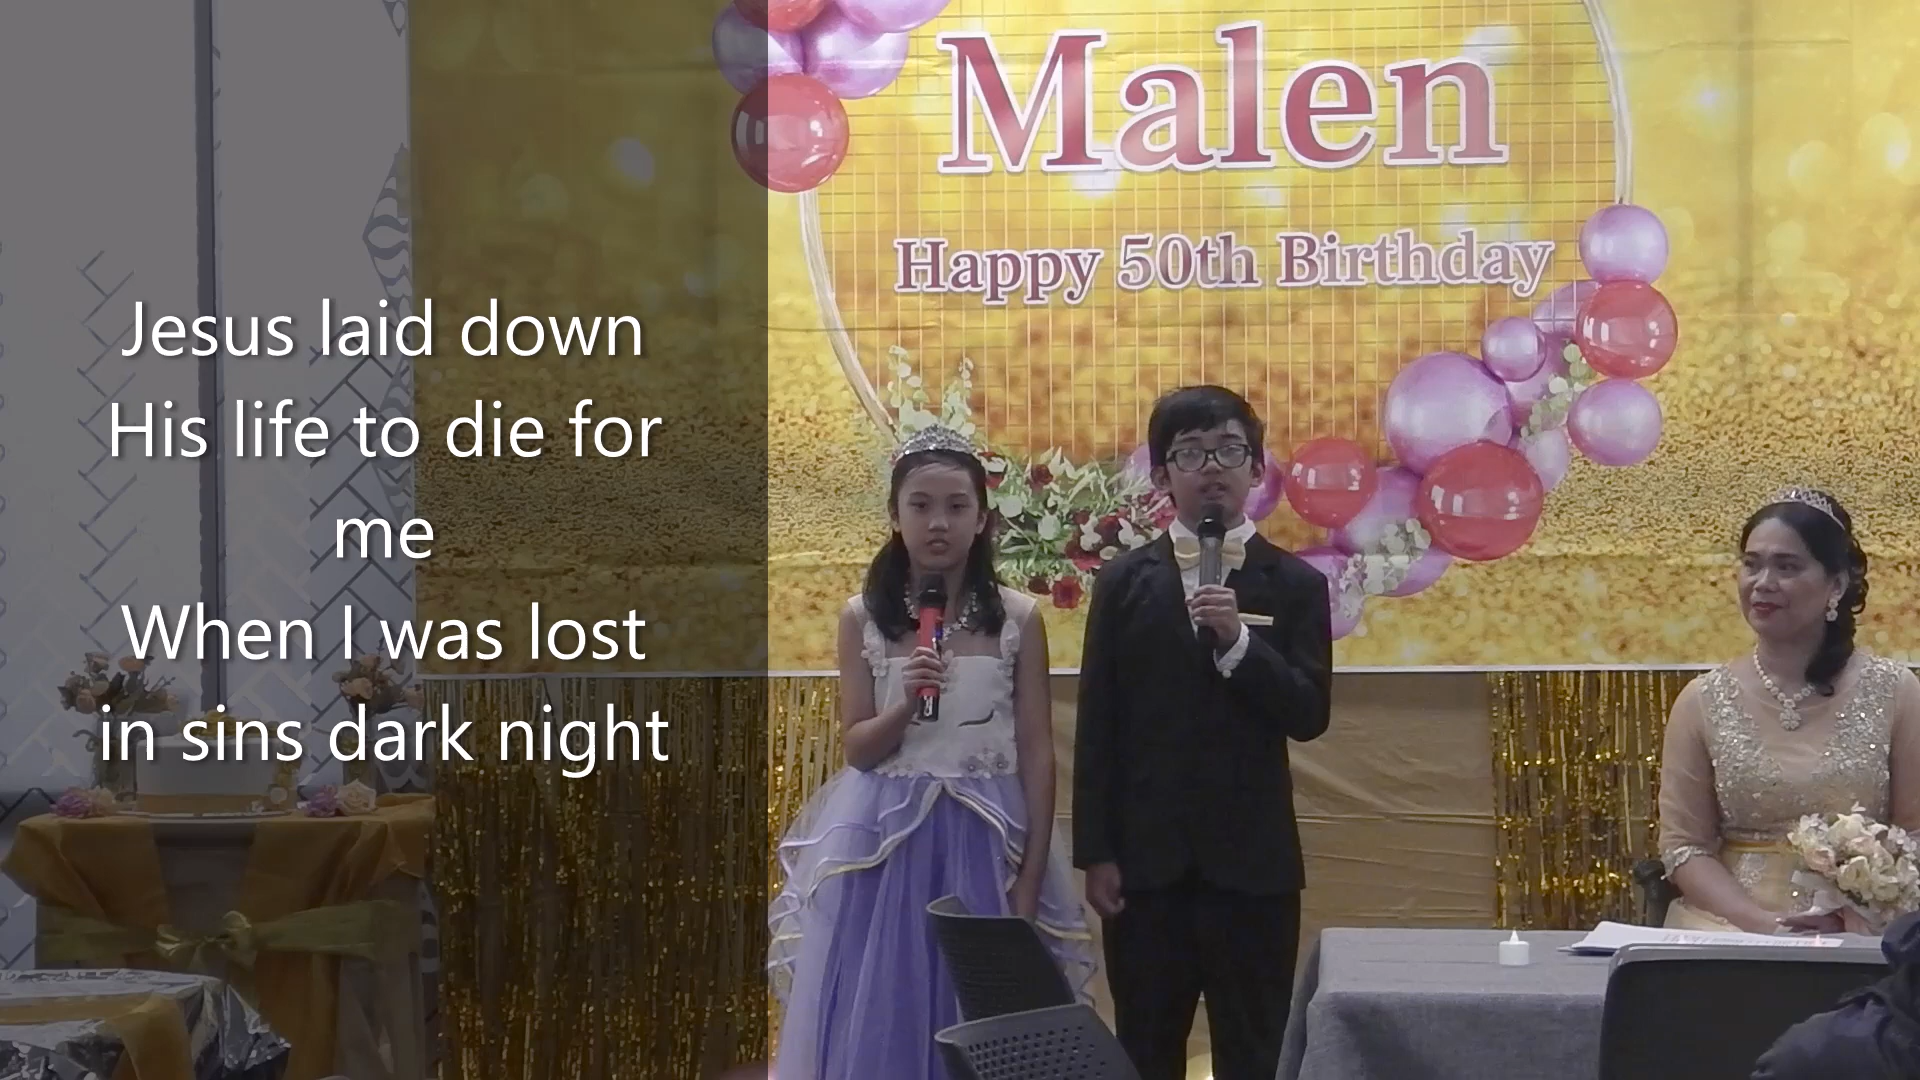 Malen
Happy 50th Birthday
Jesus laid down
His life to die for
me
When I was lost
in sins dark night